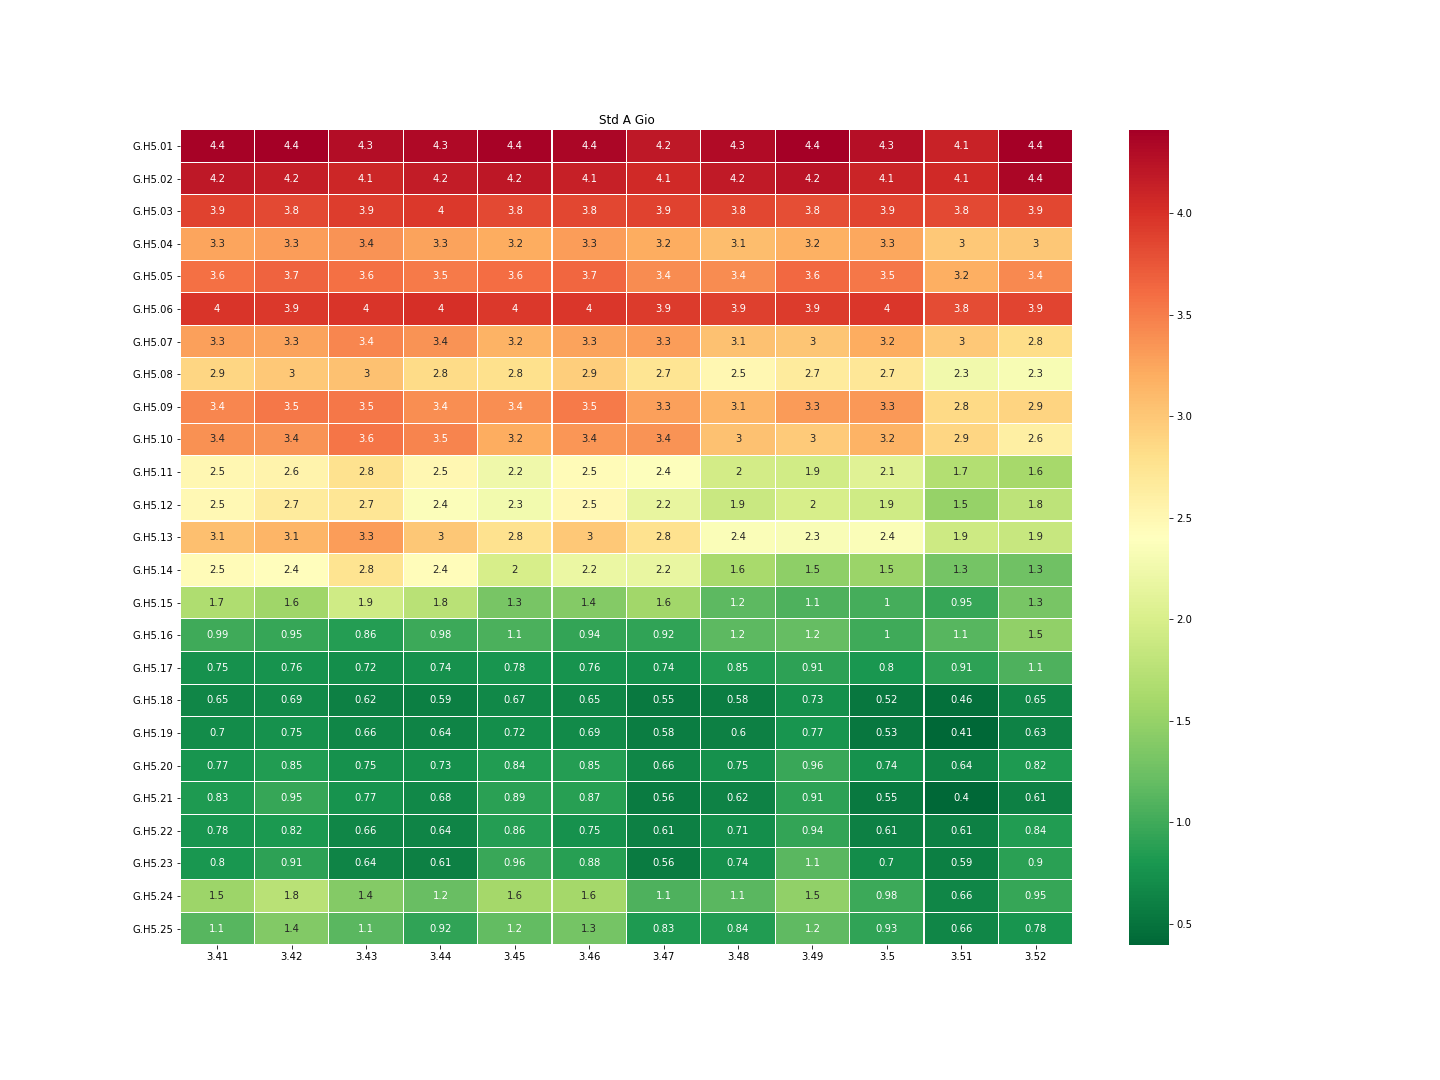 Std A Gio
G.H5.01 4.4 4.4 4.3 4.3 4.4 4.4 4.2 4.3 4.4 4.3 4.1 4.4
G.H5.02 4.2 4.2 4.1 4.2 4.2 4.1 4.1 4.2 4.2 4.1 4.1 4.4
G.H5.03 3.9 3.8 3.9 4 3.8 3.8 3.9 3.8 3.8 3.9 3.8 3.9
G.H5.04 3.3 3.3 3.4 3.3 3.2 3.3 3.2 3.1 3.2 3.3 3 3
G.H5.05 3.6 3.7 3.6 3.5 3.6 3.7 3.4 3.4 3.6 3.5 3.2 3.4
G.H5.06 4 3.9 4 4 4 4 3.9 3.9 3.9 4 3.8 3.9
G.H5.07 3.3 3.3 3.4 3.4 3.2 3.3 3.3 3.1 3 3.2 3 2.8
G.H5.08 2.9 3 3 2.8 2.8 2.9 2.7 2.5 2.7 2.7 2.3 2.3
G.H5.09 3.4 3.5 3.5 3.4 3.4 3.5 3.3 3.1 3.3 3.3 2.8 2.9
G.H5.10 3.4 3.4 3.6 3.5 3.2 3.4 3.4 3 3 3.2 2.9 2.6
G.H5.11 2.5 2.6 2.8 2.5 2.2 2.5 2.4 2 1.9 2.1 1.7 1.6
G.H5.12 2.5 2.7 2.7 2.4 2.3 2.5 2.2 1.9 2 1.9 1.5 1.8
G.H5.13 3.1 3.1 3.3 3 2.8 3 2.8 2.4 2.3 2.4 1.9 1.9
G.H5.14 2.5 2.4 2.8 2.4 2 2.2 2.2 1.6 1.5 1.5 1.3 1.3
G.H5.15 1.7 1.6 1.9 1.8 1.3 1.4 1.6 1.2 1.1 1 0.95 1.3
G.H5.16 0.99 0.95 0.86 0.98 1.1 0.94 0.92 1.2 1.2 1 1.1 1.5
G.H5.17 0.75 0.76 0.72 0.74 0.78 0.76 0.74 0.85 0.91 0.8 0.91 1.1
G.H5.18 0.65 0.69 0.62 0.59 0.67 0.65 0.55 0.58 0.73 0.52 0.46 0.65
G.H5.19 0.7 0.75 0.66 0.64 0.72 0.69 0.58 0.6 0.77 0.53 0.41 0.63
G.H5.20 0.77 0.85 0.75 0.73 0.84 0.85 0.66 0.75 0.96 0.74 0.64 0.82
G.H5.21 0.83 0.95 0.77 0.68 0.89 0.87 0.56 0.62 0.91 0.55 0.4 0.61
G.H5.22 0.78 0.82 0.66 0.64 0.86 0.75 0.61 0.71 0.94 0.61 0.61 0.84
G.H5.23 0.8 0.91 0.64 0.61 0.96 0.88 0.56 0.74 1.1 0.7 0.59 0.9
G.H5.24 1.5 1.8 1.4 1.2 1.6 1.6 1.1 1.1 1.5 0.98 0.66 0.95
G.H5.25 1.1 1.4 1.1 0.92 1.2 1.3 0.83 0.84 1.2 0.93 0.66 0.78
3.41 3.42 3.43 3.44 3.45 3.46 3.47 3.48 3.49 3.5 3.51 3.52
4.0
3.5
3.0
2.5
2.0
1.5
1.0
0.5